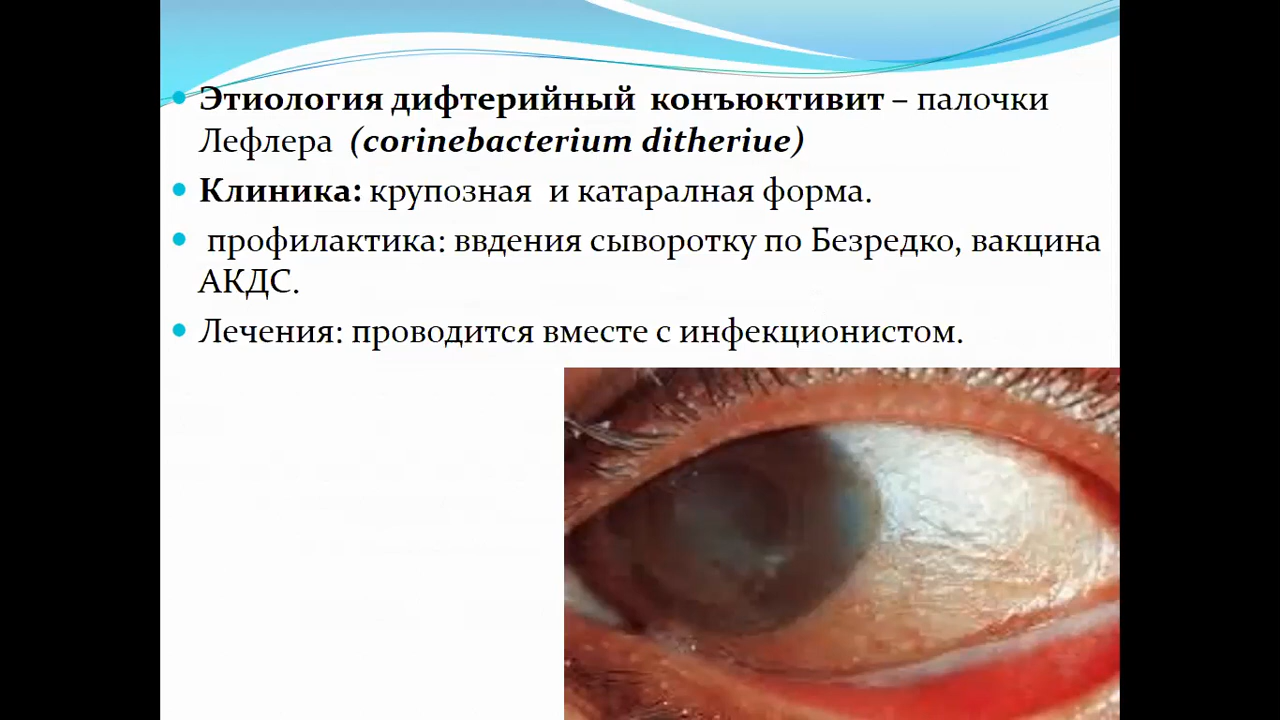 Этиология дифтерийный конъюктивит – палочки
Лефлера (corinebacterium ditheriue)
Клиника: крупозная и катаралная форма.
профилактика: ввдения сыворотку по Безредко, вакцина
АКДС.
Лечения: проводится вместе с инфекционистом.